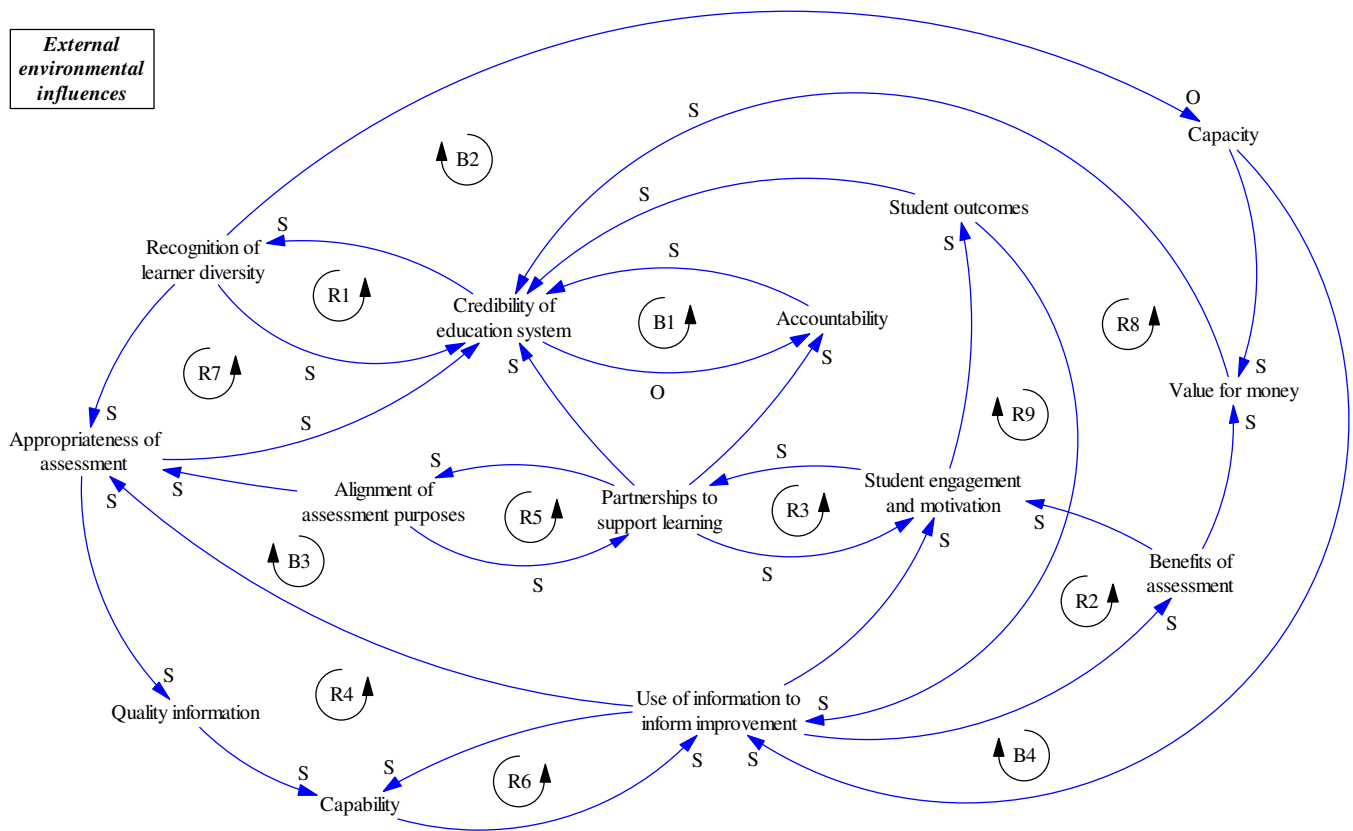 External
environmental
influences
O
S
Capacity
B2
S
Student outcomes
S
S
S
Recognition of
learner diversity
R1
Credibility of
education system
B1
Accountability
R8
S
S
S
S
Value for money
R7
S
O
S
S
R9
S
Appropriateness of
assessment
S
S
S
S
Alignment of
assessment purposes
R5
Partnerships to
support learning
R3
Student engagement
and motivation
S
S
S
B3
S
S
Benefits of
assessment
R2
S
S
R4
Quality information
Use of information to
inform improvement
S
S
S
S
S
B4
R6
Capability